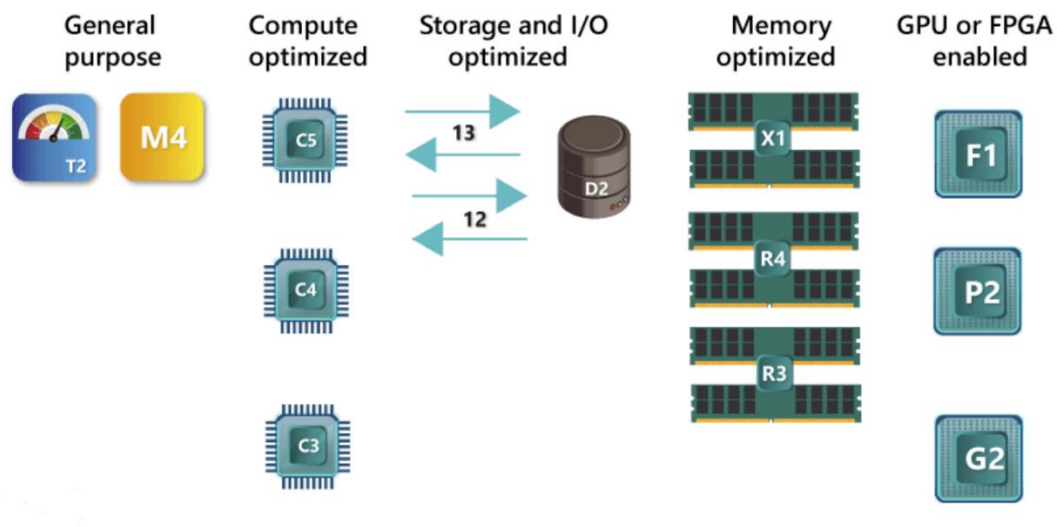 General
purpose
Compute
optimized
Storage and I/O
optimized
Memory
optimized
GPU or FPGA
enabled
T2
M4
C5
13
12
D2
X1
F1
C4
R4
P2
C3
R3
G2